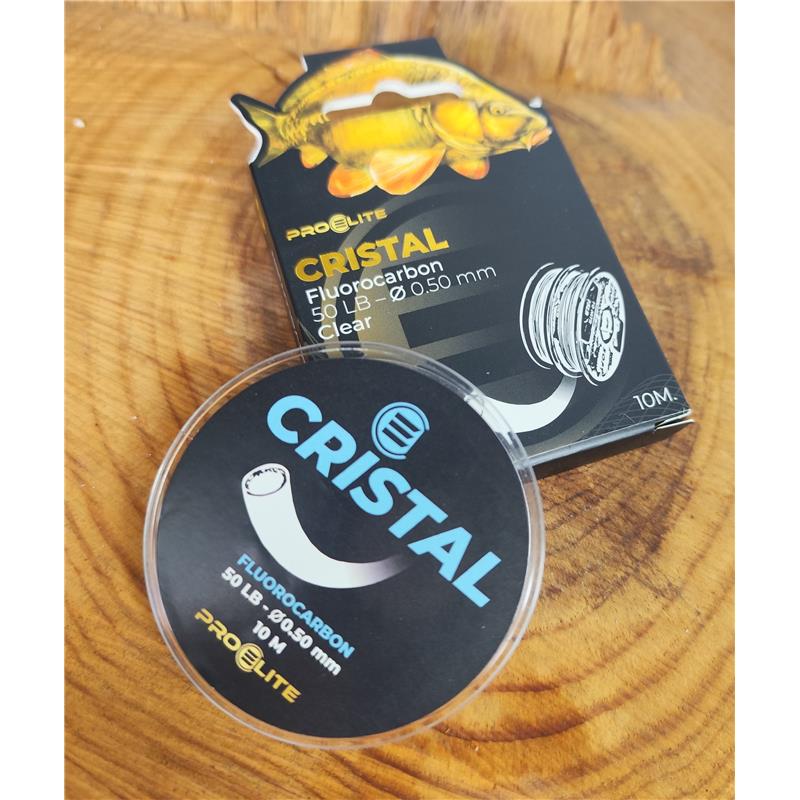 PROELITE
CRISTAL
Fluorocarbon
50 LB - Ø 0.50 mm
Clear
10M.
CRISTAL
FLUOROCARBON
50 LB - Ø0.50 mm
10 M
PROELITE